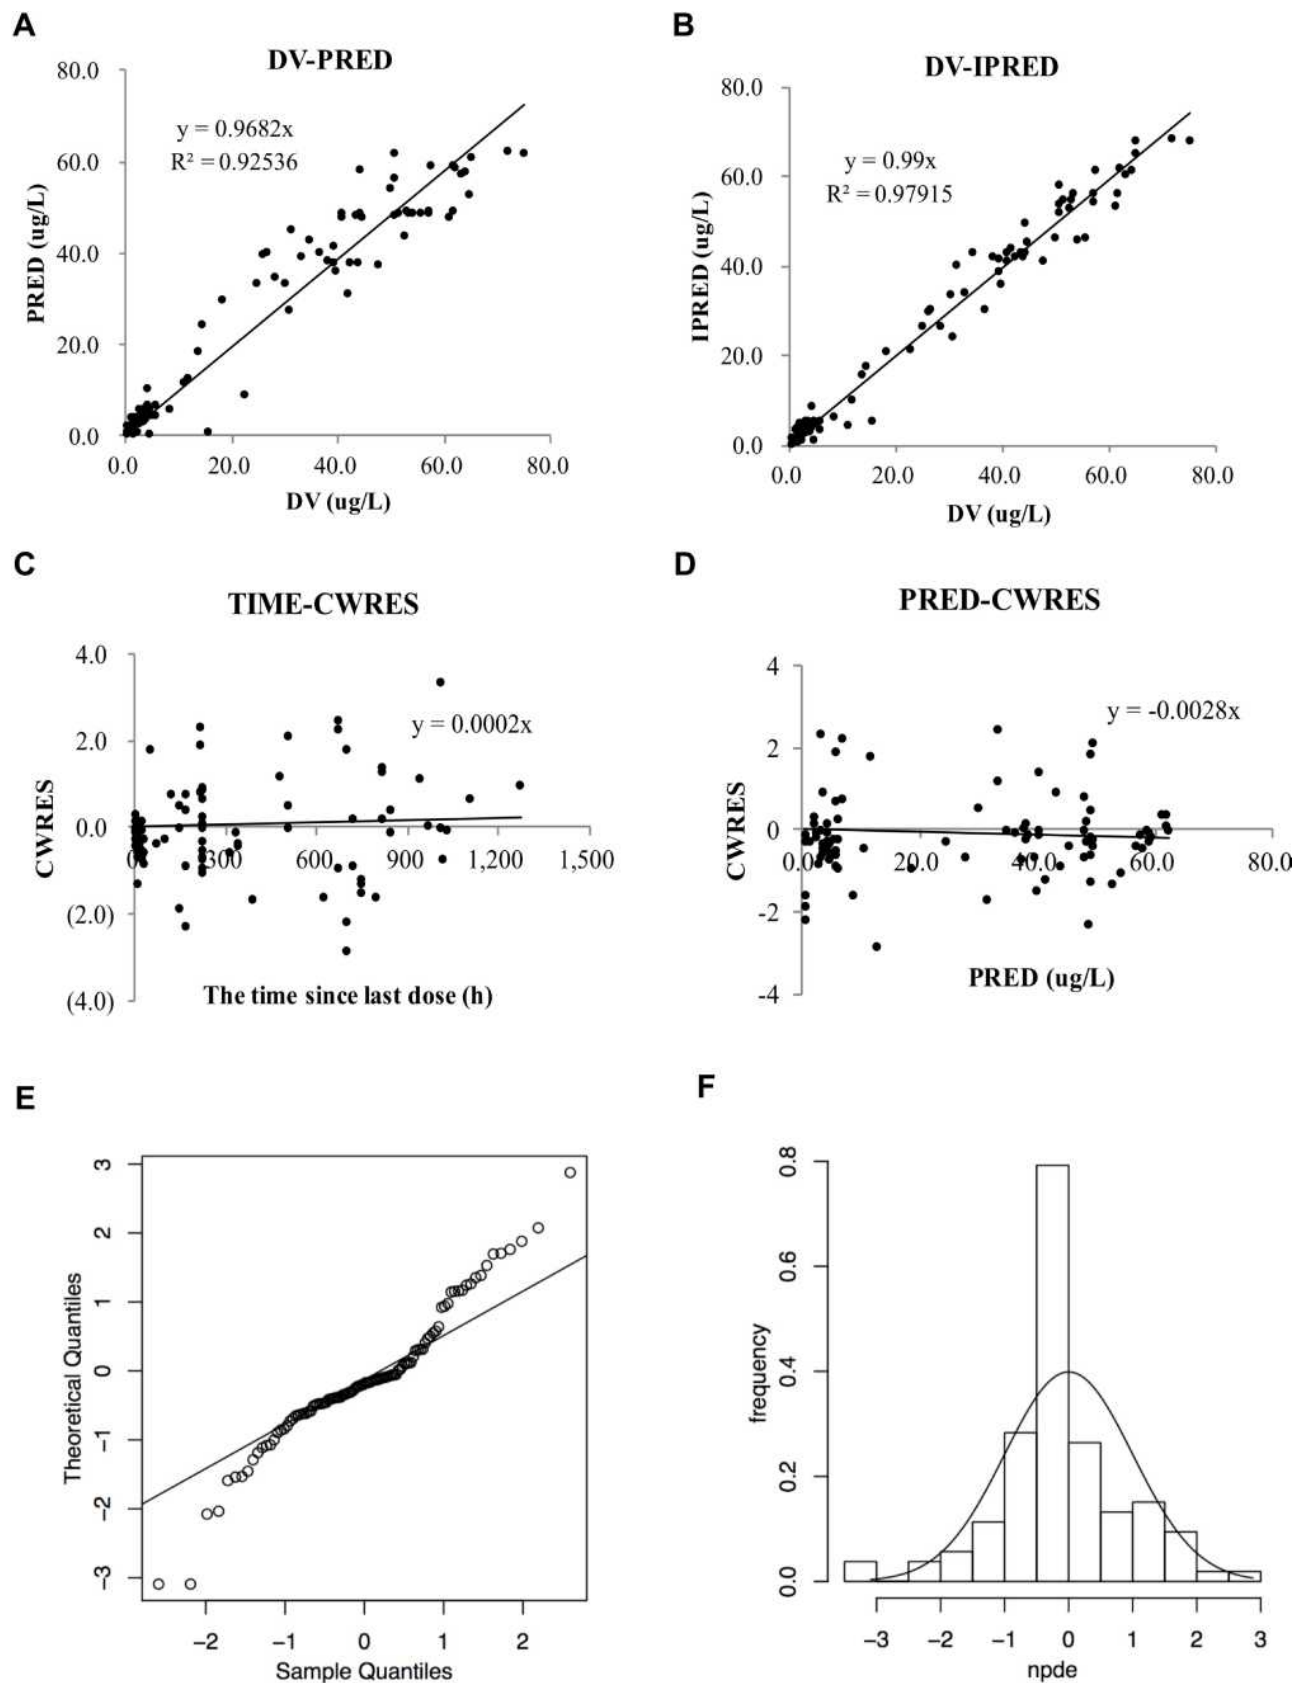 A
DV-PRED
y = 0.9682x
R² = 0.92536
80.0
60.0
40.0
20.0
0.0
PRED (ug/L)
0.0 20.0 40.0 60.0 80.0
DV (ug/L)
B
DV-IPRED
y = 0.99x
R² = 0.97915
80.0
60.0
40.0
20.0
0.0
IPRED (ug/L)
0.0 20.0 40.0 60.0 80.0
DV (ug/L)
C
TIME-CWRES
y = 0.0002x
4.0
2.0
0.0
(2.0)
(4.0)
CWRES
0 300 600 900 1,200 1,500
The time since last dose (h)
D
PRED-CWRES
y = -0.0028x
4
2
0
-2
-4
CWRES
0.0 20.0 40.0 60.0 80.0
PRED (ug/L)
E
3
2
1
0
−1
−2
−3
Theoretical Quantiles
−2 −1 0 1 2
Sample Quantiles
F
0.8
0.6
0.4
0.2
0.0
frequency
−3 −2 −1 0 1 2 3
npde